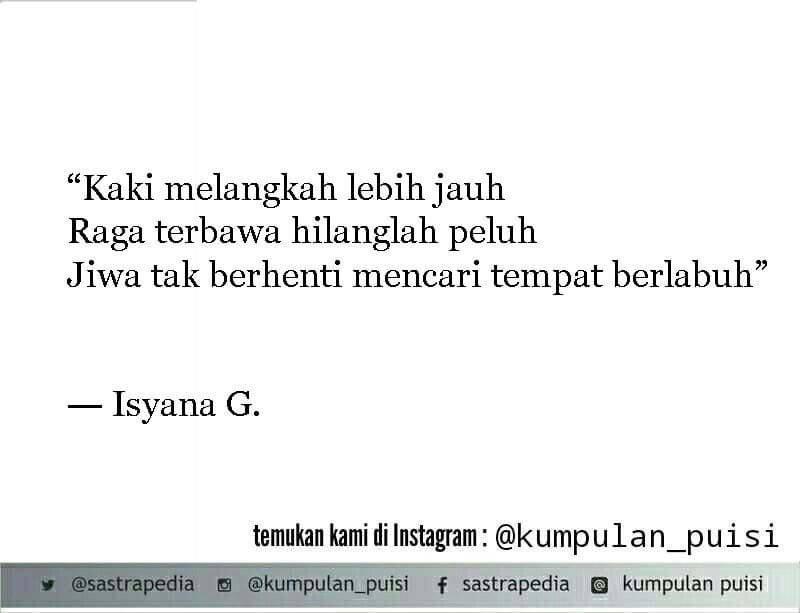 “Kaki melangkah lebih jauh
Raga terbawa hilanglah peluh
Jiwa tak berhenti mencari tempat berlabuh”
— Isyana G.
temukan kami di Instagram : @kumpulan_puisi
@sastrapedia @kumpulan_puisi sastrapedia kumpulan puisi